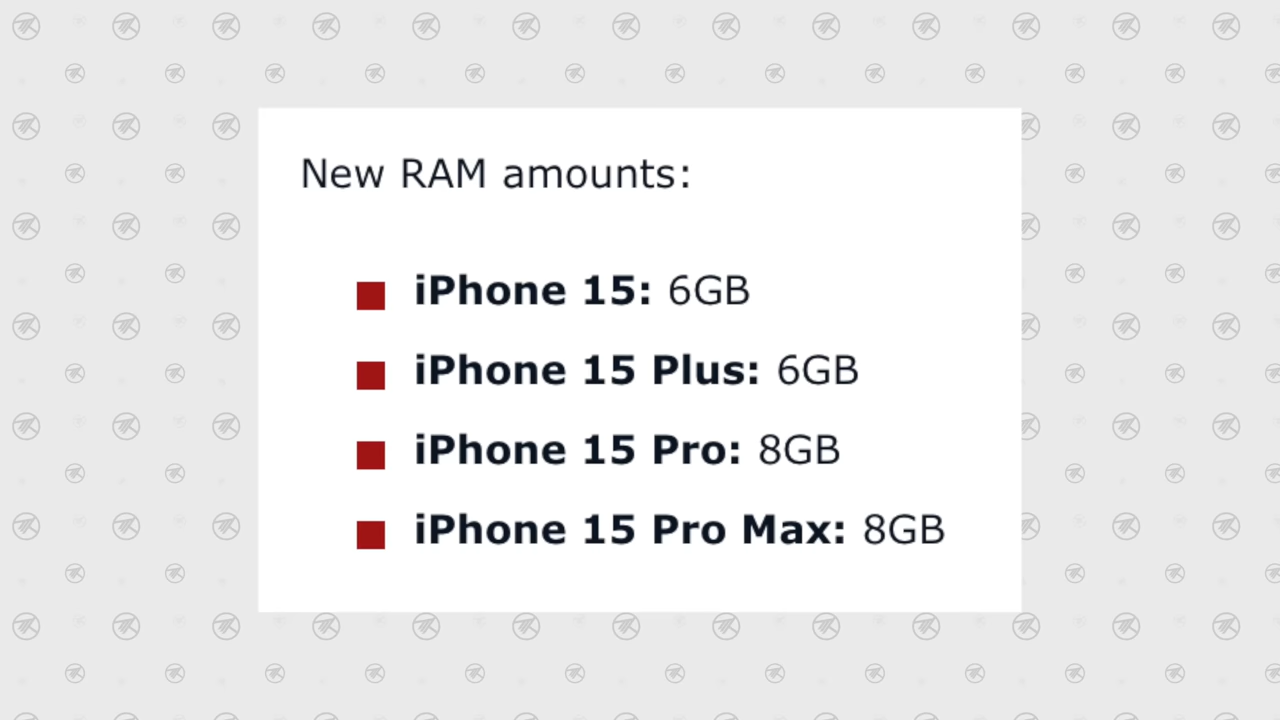 New RAM amounts:
iPhone 15: 6GB
iPhone 15 Plus: 6GB
iPhone 15 Pro: 8GB
iPhone 15 Pro Max: 8GB